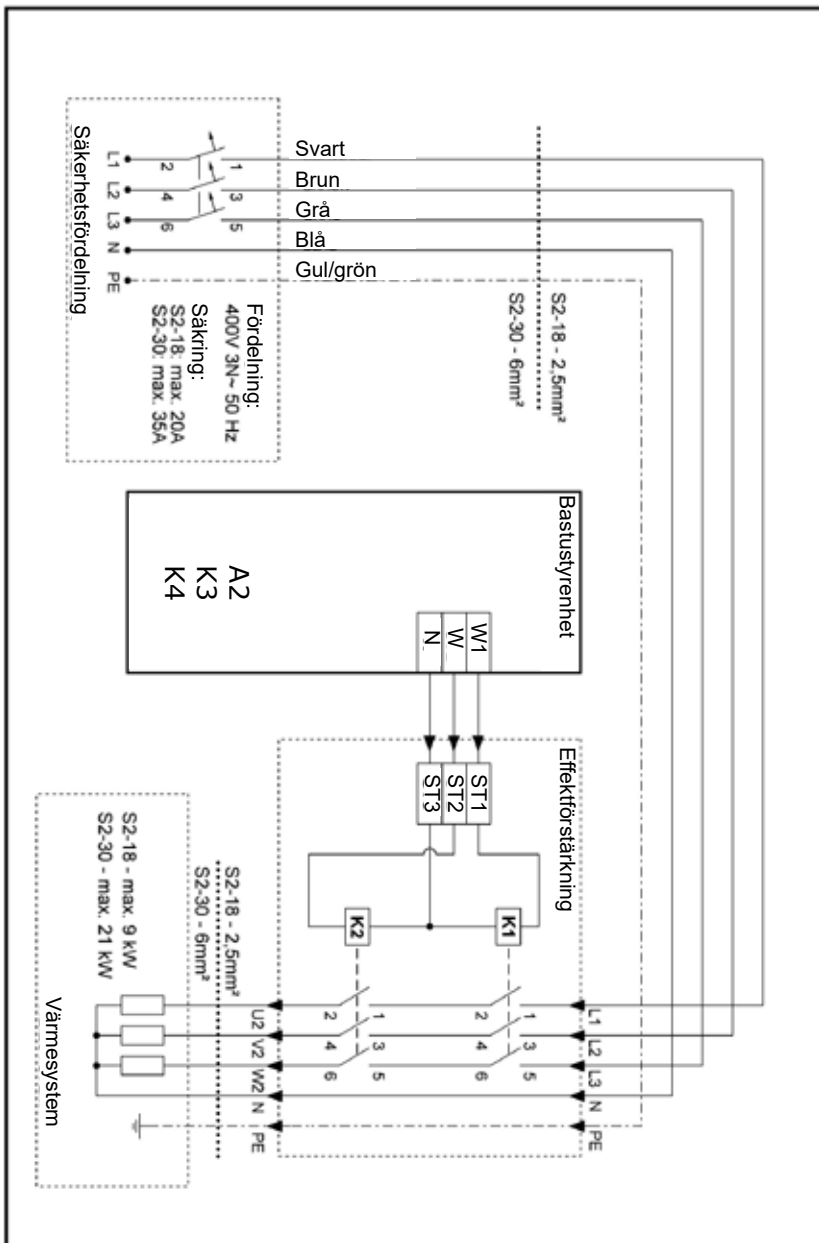 Svart
Brun
Grå
Blå
Gul/grön
Säkerhetsfördelning
L1
L2
L3
N
PE
2
4
6
1
3
5
Fördelning:
400V 3N~ 50 Hz
Säkring:
S2-18: max. 20A
S2-30: max. 35A
S2-18 - 2,5mm²
S2-30 - 6mm²
Bastustyrenhet
A2
K3
K4
W1
W
N
Effektförstärkning
ST1
ST2
ST3
K1
K2
L1
L2
L3
N
PE
1
3
5
2
4
6
1
3
5
2
4
6
U2
V2
W2
N
PE
S2-18 - 2,5mm²
S2-30 - 6mm²
S2-18 - max. 9 kW
S2-30 - max. 21 kW
Värmesystem